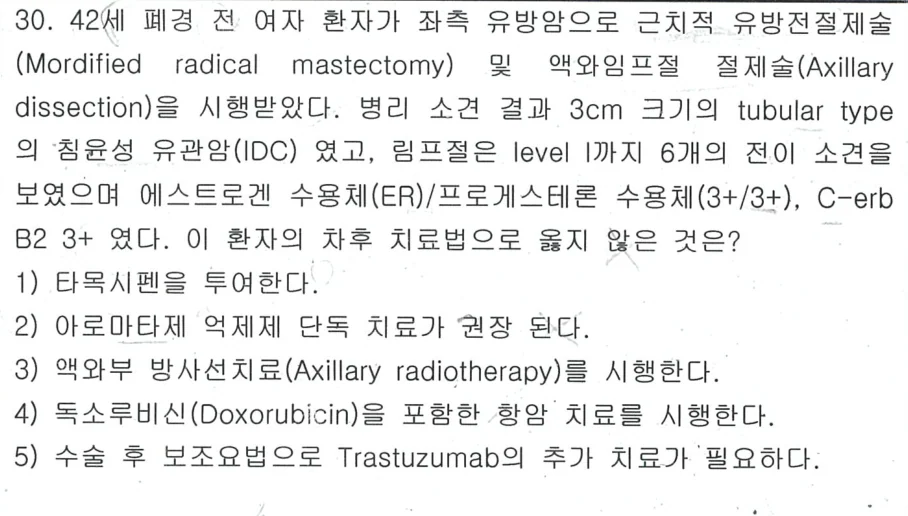 30. 42세 폐경 전 여자 환자가 좌측 유방암으로 근치적 유방전절제술
(Mordified radical mastectomy) 및 액와임프절 절제술(Axillary
dissection)을 시행받았다. 병리 소견 결과 3cm 크기의 tubular type
의 침윤성 유관암(IDC) 였고, 림프절은 level I까지 6개의 전이 소견을
보였으며 에스트로겐 수용체(ER)/프로게스테론 수용체(3+/3+), C-erb
B2 3+ 였다. 이 환자의 차후 치료법으로 옳지 않은 것은?
1) 타목시펜을 투여한다.
2) 아로마타제 억제제 단독 치료가 권장 된다.
3) 액와부 방사선치료(Axillary radiotherapy)를 시행한다.
4) 독소루비신(Doxorubicin)을 포함한 항암 치료를 시행한다.
5) 수술 후 보조요법으로 Trastuzumab의 추가 치료가 필요하다.